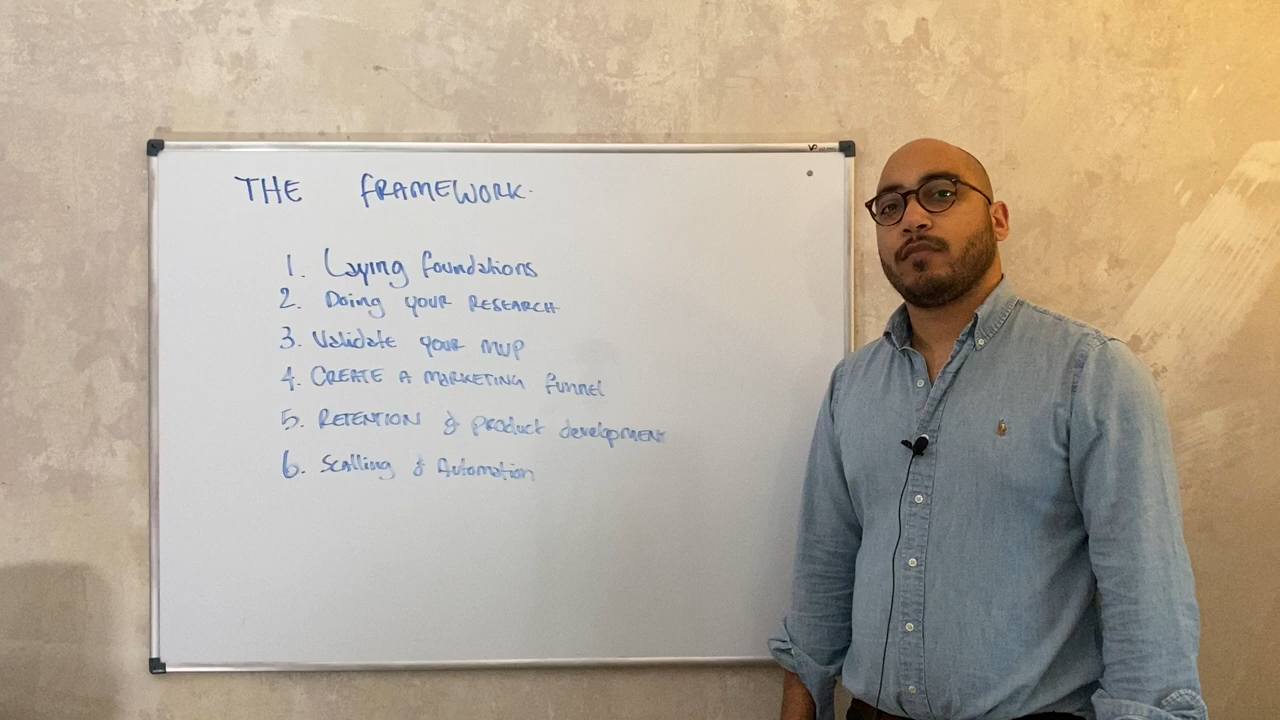 THE FRAMEWORK.
1. Laying foundations
2. Doing your RESEARCH
3. Validate your MVP
4. CREATE A MARKETING funnel
5. RETENTION & product development
6. Scalling & Automation